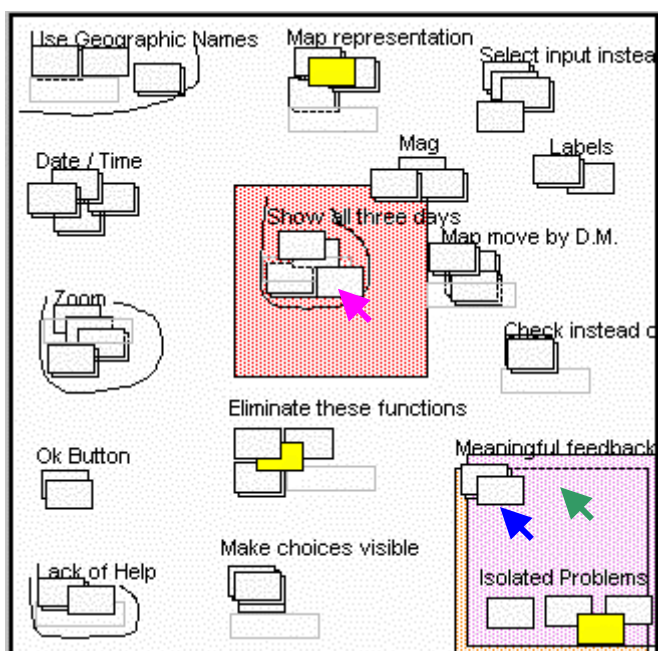 Use Geographic Names
Map representation
Select input instea
Date / Time
Mag
Labels
Show all three days
Map move by D.M.
Zoom
Check instead o
Eliminate these functions
Ok Button
Meaningful feedback
Make choices visible
Lack of Help
Isolated Problems